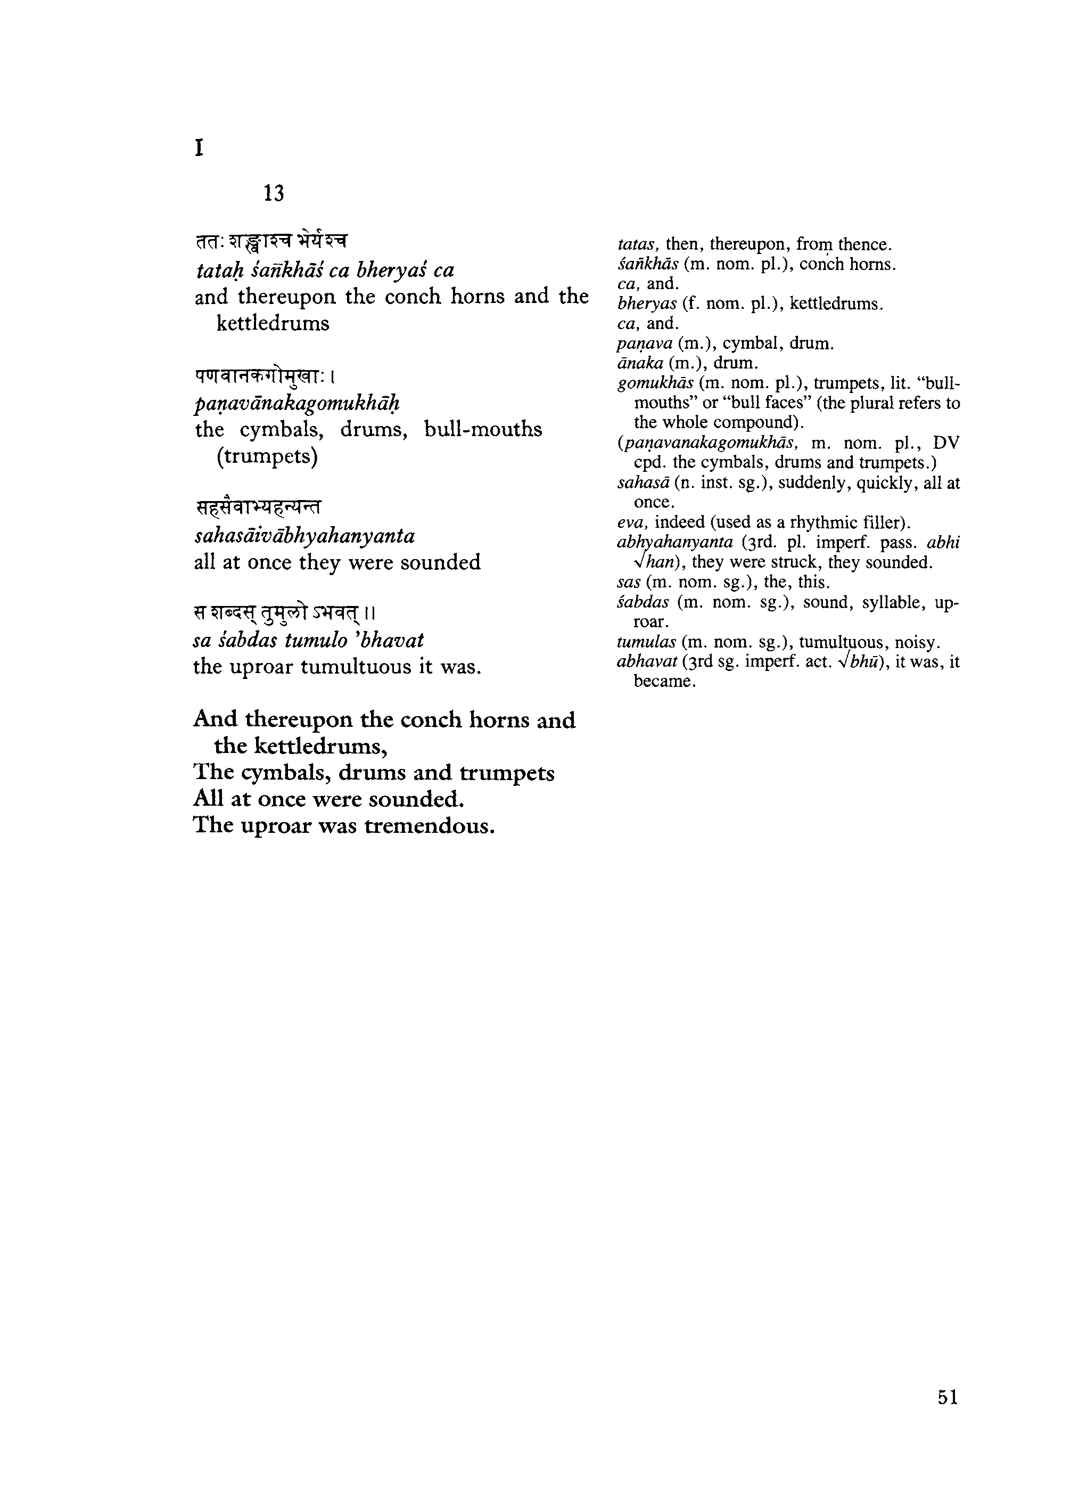 I
13
ततः शङ्खाश्च भेर्यश्च
tataḥ śañkhāś ca bheryaś ca
and thereupon the conch horns and the
kettledrums
पणवानकगोमुखाः ।
paṇavānakagomukhāḥ
the cymbals, drums, bull-mouths
(trumpets)
सहसैवाभ्यहन्यन्त
sahasāivābhyahanyanta
all at once they were sounded
स शब्दस् तुमुलो ऽभवत् ॥
sa śabdas tumulo 'bhavat
the uproar tumultuous it was.
And thereupon the conch horns and
the kettledrums,
The cymbals, drums and trumpets
All at once were sounded.
The uproar was tremendous.
tatas, then, thereupon, from thence.
śañkhās (m. nom. pl.), conch horns.
ca, and.
bheryas (f. nom. pl.), kettledrums.
ca, and.
paṇava (m.), cymbal, drum.
ānaka (m.), drum.
gomukhās (m. nom. pl.), trumpets, lit. “bull-
mouths” or “bull faces” (the plural refers to
the whole compound).
(paṇavanakagomukhās, m. nom. pl., DV
cpd. the cymbals, drums and trumpets.)
sahasā (n. inst. sg.), suddenly, quickly, all at
once.
eva, indeed (used as a rhythmic filler).
abhyahanyanta (3rd. pl. imperf. pass. abhi
√han), they were struck, they sounded.
sas (m. nom. sg.), the, this.
śabdas (m. nom. sg.), sound, syllable, up-
roar.
tumulas (m. nom. sg.), tumultuous, noisy.
abhavat (3rd sg. imperf. act. √bhū), it was, it
became.
51